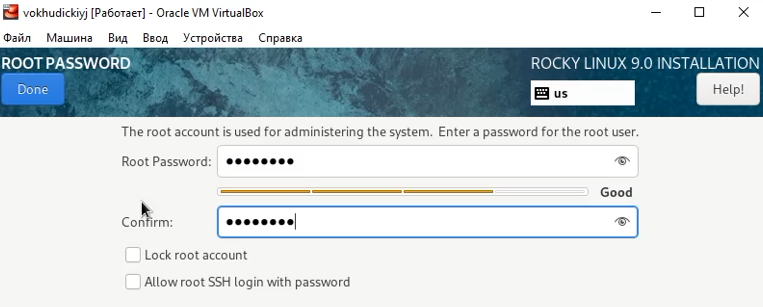 vokhudickiyj [Работает] - Oracle VM VirtualBox
Файл Машина Вид Ввод Устройства Справка
ROOT PASSWORD
ROCKY LINUX 9.0 INSTALLATION
Done
us
Help!
The root account is used for administering the system. Enter a password for the root user.
Root Password: ●●●●●●●●
Good
Confirm: ●●●●●●●●
Lock root account
Allow root SSH login with password